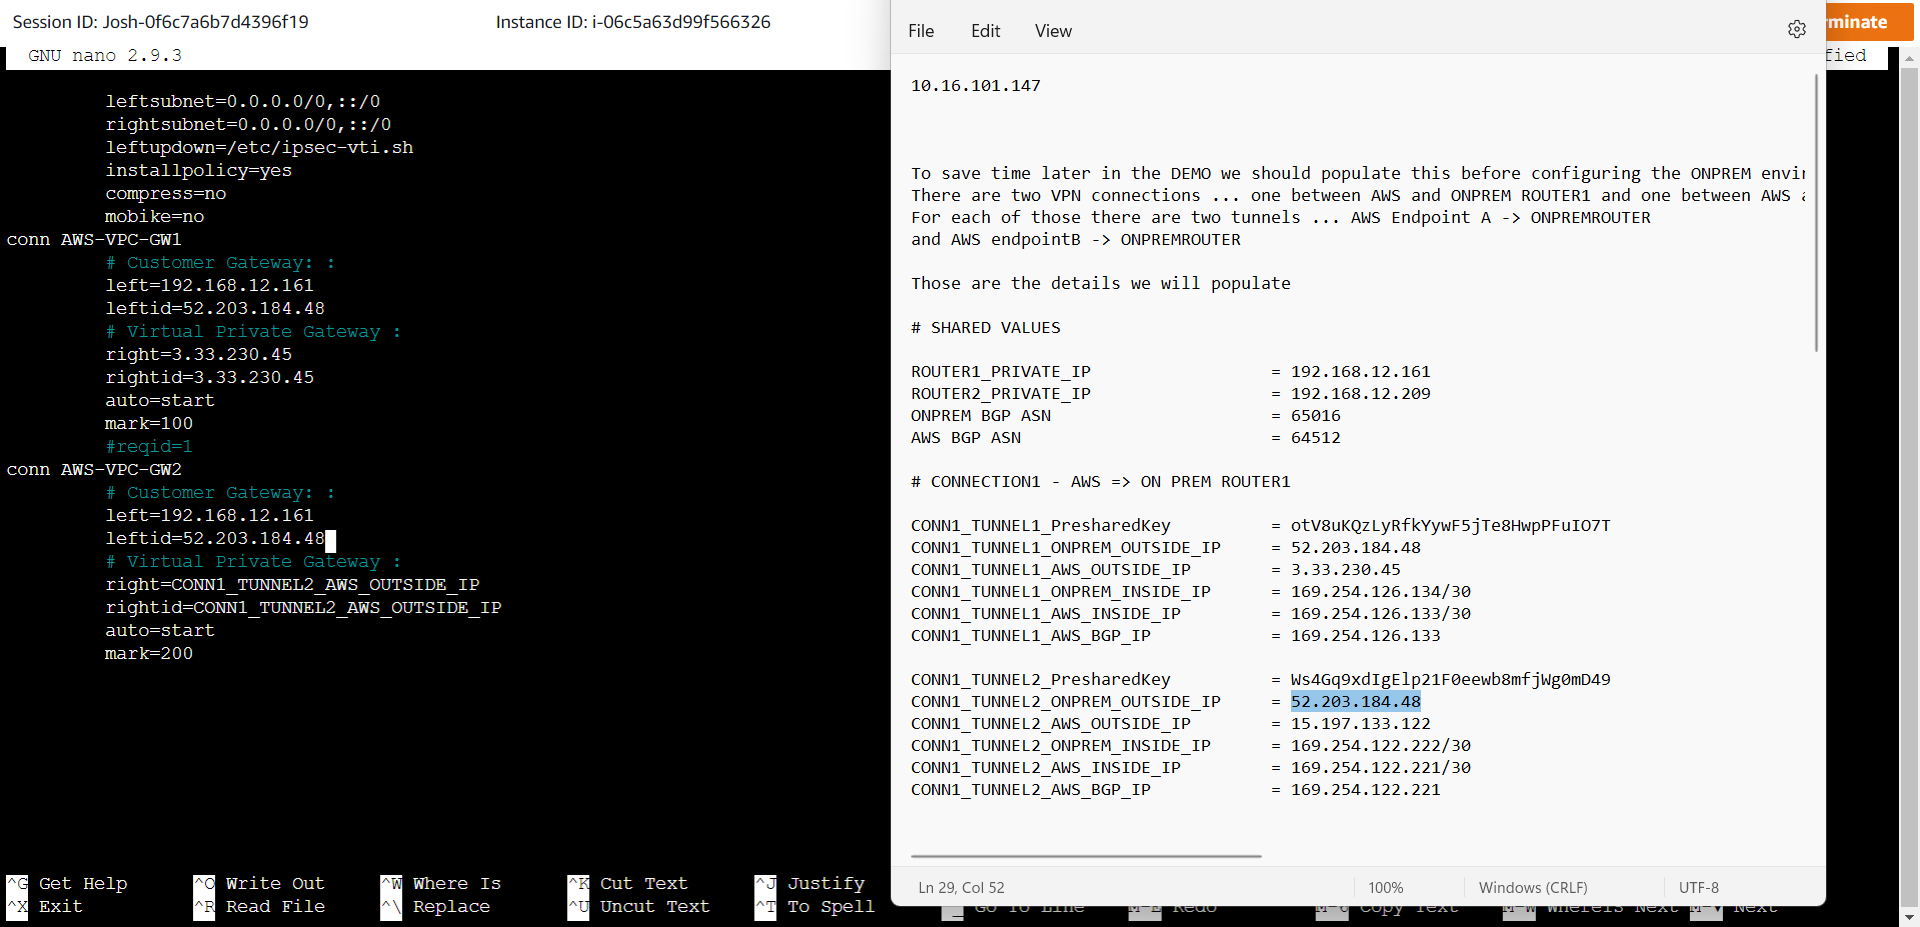 Session ID: Josh-0f6c7a6b7d4396f19
Instance ID: i-06c5a63d99f566326
GNU nano 2.9.3
leftsubnet=0.0.0.0/0,::/0
rightsubnet=0.0.0.0/0,::/0
leftupdown=/etc/ipsec-vti.sh
installpolicy=yes
compress=no
mobike=no
conn AWS-VPC-GW1
# Customer Gateway: :
left=192.168.12.161
leftid=52.203.184.48
# Virtual Private Gateway :
right=3.33.230.45
rightid=3.33.230.45
auto=start
mark=100
#reqid=1
conn AWS-VPC-GW2
# Customer Gateway: :
left=192.168.12.161
leftid=52.203.184.48
# Virtual Private Gateway :
right=CONN1_TUNNEL2_AWS_OUTSIDE_IP
rightid=CONN1_TUNNEL2_AWS_OUTSIDE_IP
auto=start
mark=200
^G Get Help ^O Write Out ^W Where Is ^K Cut Text ^J Justify
^X Exit ^R Read File ^\ Replace ^U Uncut Text ^T To Spell
File Edit View
10.16.101.147
To save time later in the DEMO we should populate this before configuring the ONPREM
There are two VPN connections ... one between AWS and ONPREM ROUTER1 and one between AWS
For each of those there are two tunnels ... AWS Endpoint A -> ONPREMROUTER
and AWS endpointB -> ONPREMROUTER
Those are the details we will populate
# SHARED VALUES
ROUTER1_PRIVATE_IP = 192.168.12.161
ROUTER2_PRIVATE_IP = 192.168.12.209
ONPREM BGP ASN = 65016
AWS BGP ASN = 64512
# CONNECTION1 - AWS => ON PREM ROUTER1
CONN1_TUNNEL1_PresharedKey = otV8uKQzLyRfkYywF5jTe8HwpPFuIO7T
CONN1_TUNNEL1_ONPREM_OUTSIDE_IP = 52.203.184.48
CONN1_TUNNEL1_AWS_OUTSIDE_IP = 3.33.230.45
CONN1_TUNNEL1_ONPREM_INSIDE_IP = 169.254.126.134/30
CONN1_TUNNEL1_AWS_INSIDE_IP = 169.254.126.133/30
CONN1_TUNNEL1_AWS_BGP_IP = 169.254.126.133
CONN1_TUNNEL2_PresharedKey = Ws4Gq9xdIgElp21F0eewb8mfjWg0mD49
CONN1_TUNNEL2_ONPREM_OUTSIDE_IP = 52.203.184.48
CONN1_TUNNEL2_AWS_OUTSIDE_IP = 15.197.133.122
CONN1_TUNNEL2_ONPREM_INSIDE_IP = 169.254.122.222/30
CONN1_TUNNEL2_AWS_INSIDE_IP = 169.254.122.221/30
CONN1_TUNNEL2_AWS_BGP_IP = 169.254.122.221
Ln 29, Col 52 100% Windows (CRLF) UTF-8